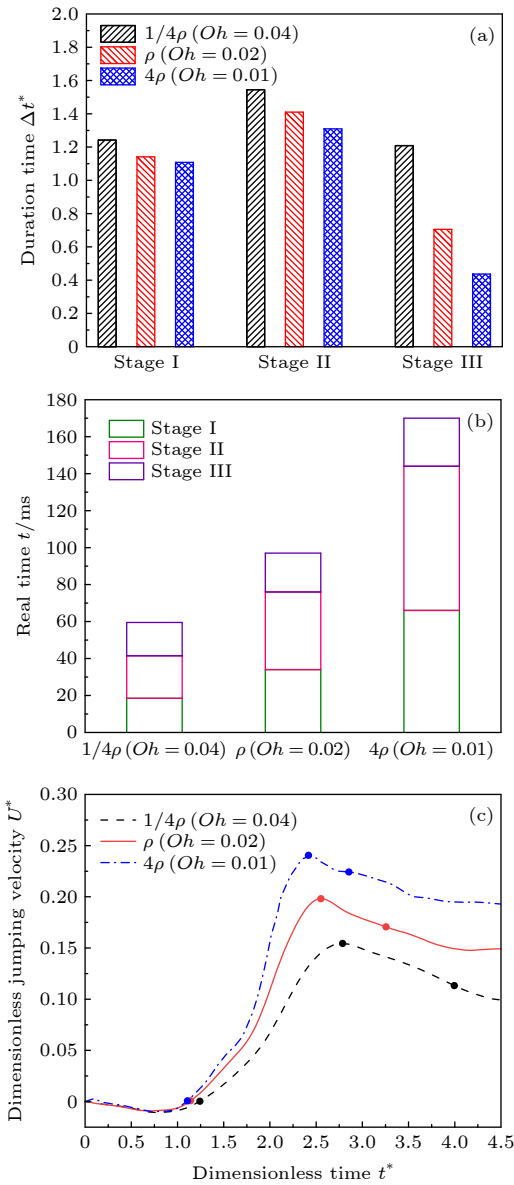 (a)
1/4ρ (Oh = 0.04)
ρ (Oh = 0.02)
4ρ (Oh = 0.01)
Duration time Δt*
2.0
1.8
1.6
1.4
1.2
1.0
0.8
0.6
0.4
0.2
0
Stage I Stage II Stage III
(b)
Stage I
Stage II
Stage III
Real time t/ms
180
160
140
120
100
80
60
40
20
0
1/4ρ (Oh = 0.04) ρ (Oh = 0.02) 4ρ (Oh = 0.01)
(c)
1/4ρ (Oh = 0.04)
ρ (Oh = 0.02)
4ρ (Oh = 0.01)
Dimensionless jumping velocity U*
0.30
0.25
0.20
0.15
0.10
0.05
0
0 0.5 1.0 1.5 2.0 2.5 3.0 3.5 4.0 4.5
Dimensionless time t*